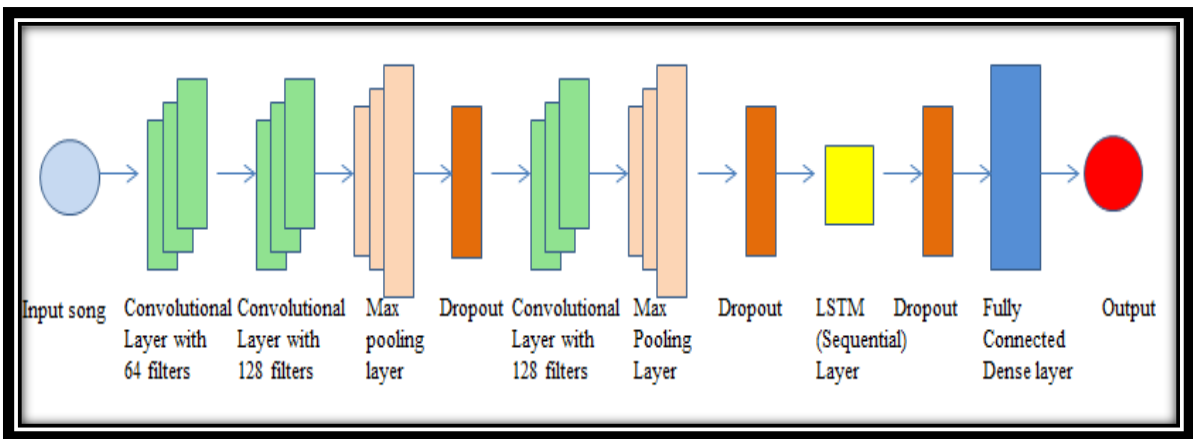 Input song
Convolutional
Layer with
64 filters
Convolutional
Layer with
128 filters
Max
pooling
layer
Dropout
Convolutional
Layer with
128 filters
Max
Pooling
Layer
Dropout
LSTM
(Sequential)
Layer
Dropout
Fully
Connected
Dense layer
Output